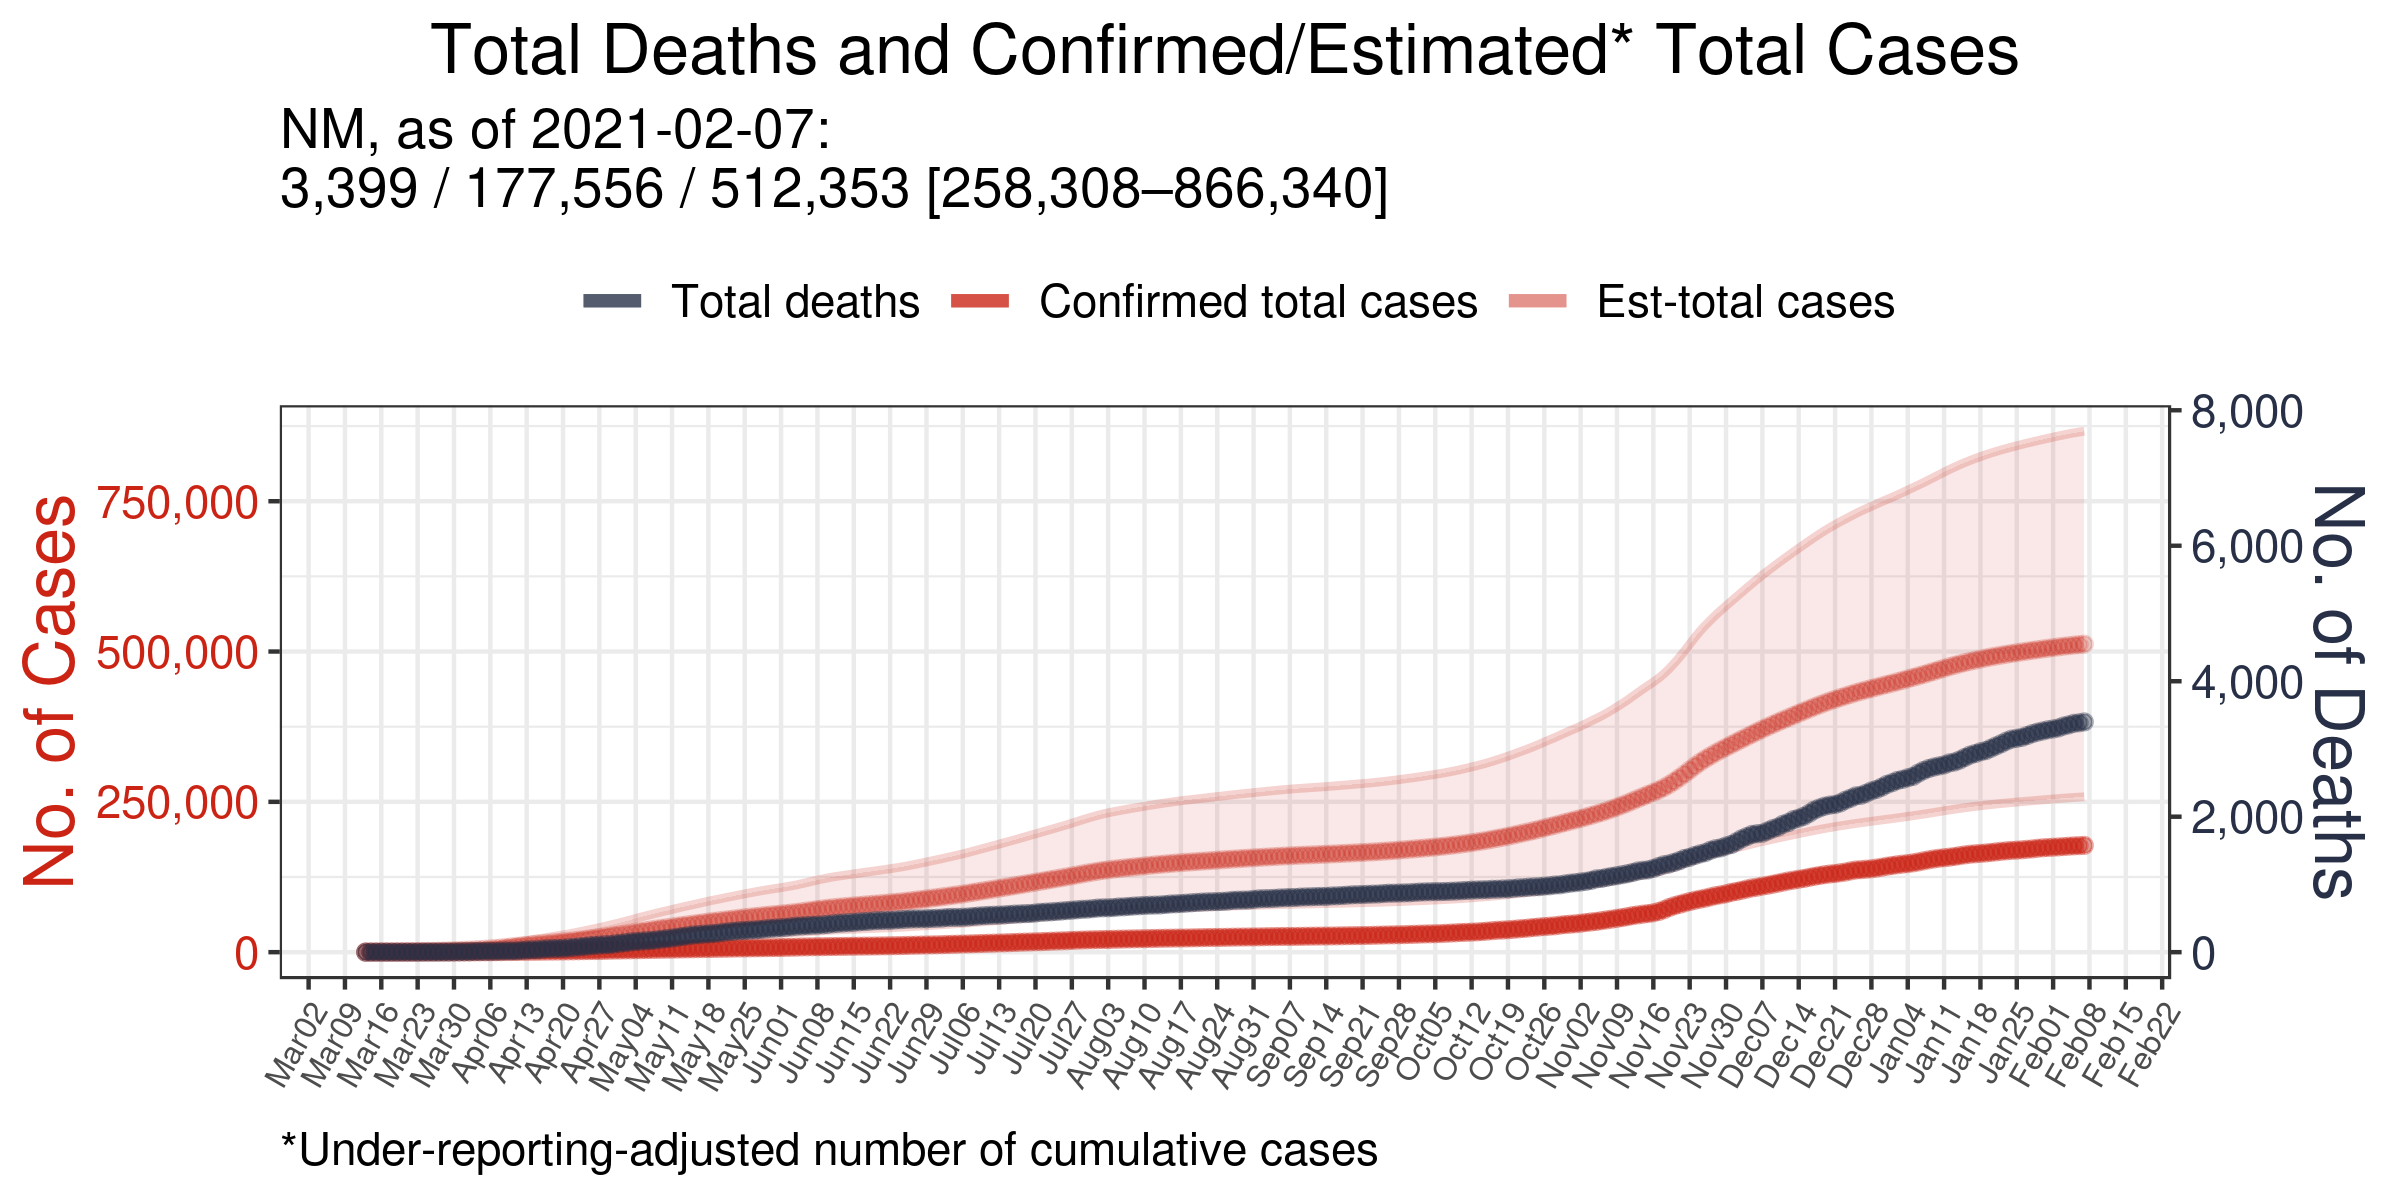 Total Deaths and Confirmed/Estimated* Total Cases
NM, as of 2021-02-07:
3,399 / 177,556 / 512,353 [258,308–866,340]
Total deaths
Confirmed total cases
Est-total cases
No. of Cases
750,000
500,000
250,000
0
8,000
6,000
4,000
2,000
0
No. of Deaths
Mar02
Mar09
Mar16
Mar23
Mar30
Apr06
Apr13
Apr20
Apr27
May04
May11
May18
May25
Jun01
Jun08
Jun15
Jun22
Jun29
Jul06
Jul13
Jul20
Jul27
Aug03
Aug10
Aug17
Aug24
Aug31
Sep07
Sep14
Sep21
Sep28
Oct05
Oct12
Oct19
Oct26
Nov02
Nov09
Nov16
Nov23
Nov30
Dec07
Dec14
Dec21
Dec28
Jan04
Jan11
Jan18
Jan25
Feb01
Feb08
Feb15
Feb22
*Under-reporting-adjusted number of cumulative cases